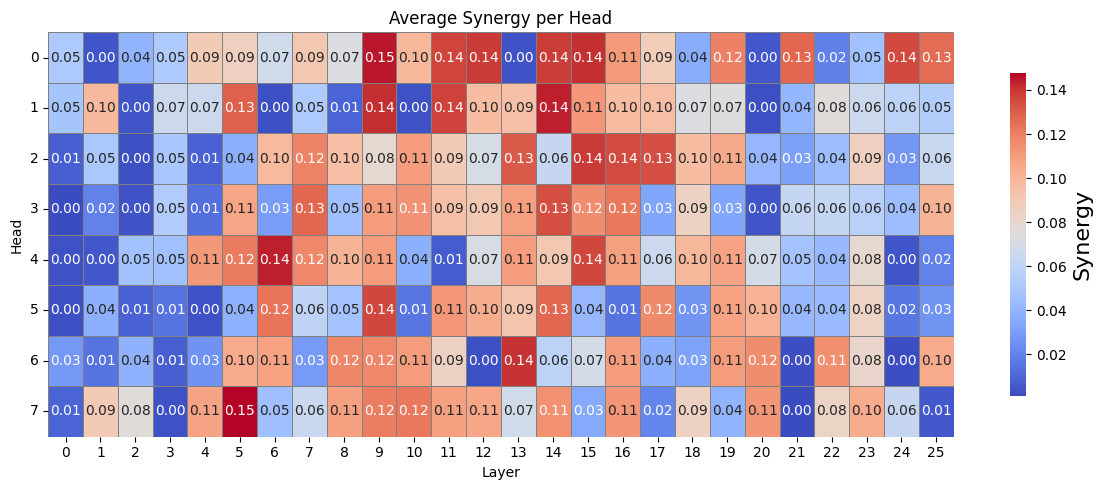 Average Synergy per Head
0 0.05 0.00 0.04 0.05 0.09 0.09 0.07 0.09 0.07 0.15 0.10 0.14 0.14 0.00 0.14 0.14 0.11 0.09 0.04 0.12 0.00 0.13 0.02 0.05 0.14 0.13
1 0.05 0.10 0.00 0.07 0.07 0.13 0.00 0.05 0.01 0.14 0.00 0.14 0.10 0.09 0.14 0.11 0.10 0.10 0.07 0.07 0.00 0.04 0.08 0.06 0.06 0.05
2 0.01 0.05 0.00 0.05 0.01 0.04 0.10 0.12 0.10 0.08 0.11 0.09 0.07 0.13 0.06 0.14 0.14 0.13 0.10 0.11 0.04 0.03 0.04 0.09 0.03 0.06
3 0.00 0.02 0.00 0.05 0.01 0.11 0.03 0.13 0.05 0.11 0.11 0.09 0.09 0.11 0.13 0.12 0.12 0.03 0.09 0.03 0.00 0.06 0.06 0.06 0.04 0.10
4 0.00 0.00 0.05 0.05 0.11 0.12 0.14 0.12 0.10 0.11 0.04 0.01 0.07 0.11 0.09 0.14 0.11 0.06 0.10 0.11 0.07 0.05 0.04 0.08 0.00 0.02
5 0.00 0.04 0.01 0.01 0.00 0.04 0.12 0.06 0.05 0.14 0.01 0.11 0.10 0.09 0.13 0.04 0.01 0.12 0.03 0.11 0.10 0.04 0.04 0.08 0.02 0.03
6 0.03 0.01 0.04 0.01 0.03 0.10 0.11 0.03 0.12 0.12 0.11 0.09 0.00 0.14 0.06 0.07 0.11 0.04 0.03 0.11 0.12 0.00 0.11 0.08 0.00 0.10
7 0.01 0.09 0.08 0.00 0.11 0.15 0.05 0.06 0.11 0.12 0.12 0.11 0.11 0.07 0.11 0.03 0.11 0.02 0.09 0.04 0.11 0.00 0.08 0.10 0.06 0.01
0 1 2 3 4 5 6 7 8 9 10 11 12 13 14 15 16 17 18 19 20 21 22 23 24 25
Layer
Head
0.14
0.12
0.10
0.08
0.06
0.04
0.02
Synergy